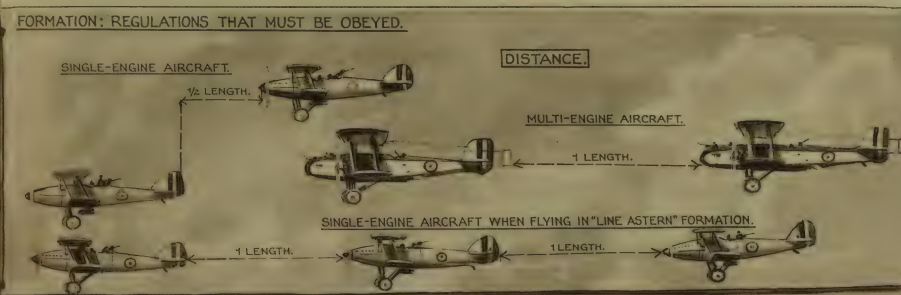 FORMATION: REGULATIONS THAT MUST BE OBEYED.
DISTANCE.
SINGLE-ENGINE AIRCRAFT.
1/2 LENGTH.
MULTI-ENGINE AIRCRAFT.
1 LENGTH.
SINGLE-ENGINE AIRCRAFT WHEN FLYING IN "LINE ASTERN" FORMATION.
1 LENGTH.
1 LENGTH.